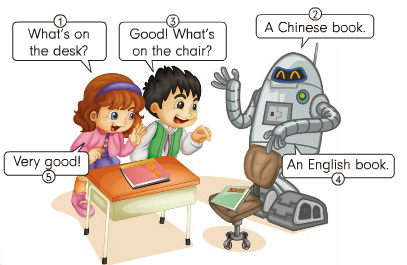 ①
What's on
the desk?
②
A Chinese book.
③
Good! What's
on the chair?
④
An English book.
⑤
Very good!